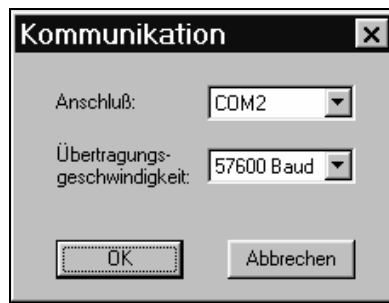 Kommunikation
Anschluß: COM2
Übertragungs-
geschwindigkeit: 57600 Baud
OK Abbrechen